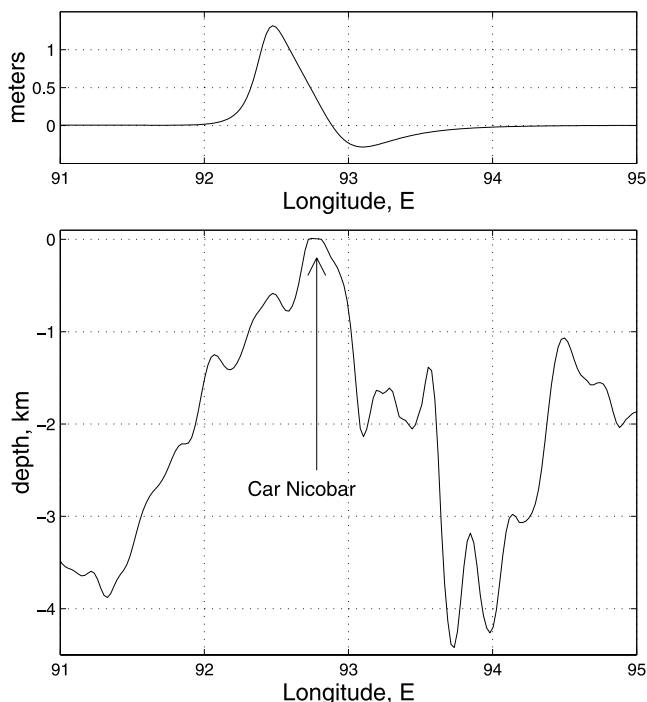 meters
1
0.5
0
91 92 93 94 95
Longitude, E
depth, km
0
−1
−2
−3
−4
Car Nicobar
91 92 93 94 95
Longitude, E